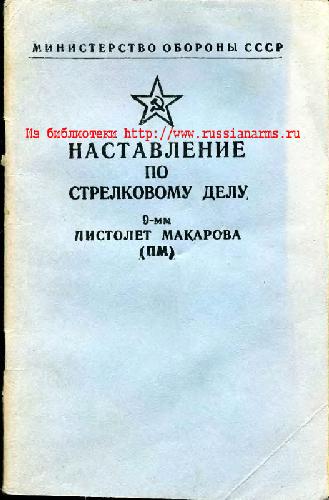 МИНИСТЕРСТВО ОБОРОНЫ СССР
Из библиотеки http://www.russianarms.ru
НАСТАВЛЕНИЕ
ПО
СТРЕЛКОВОМУ ДЕЛУ
9-мм
ПИСТОЛЕТ МАКАРОВА
(ПМ)